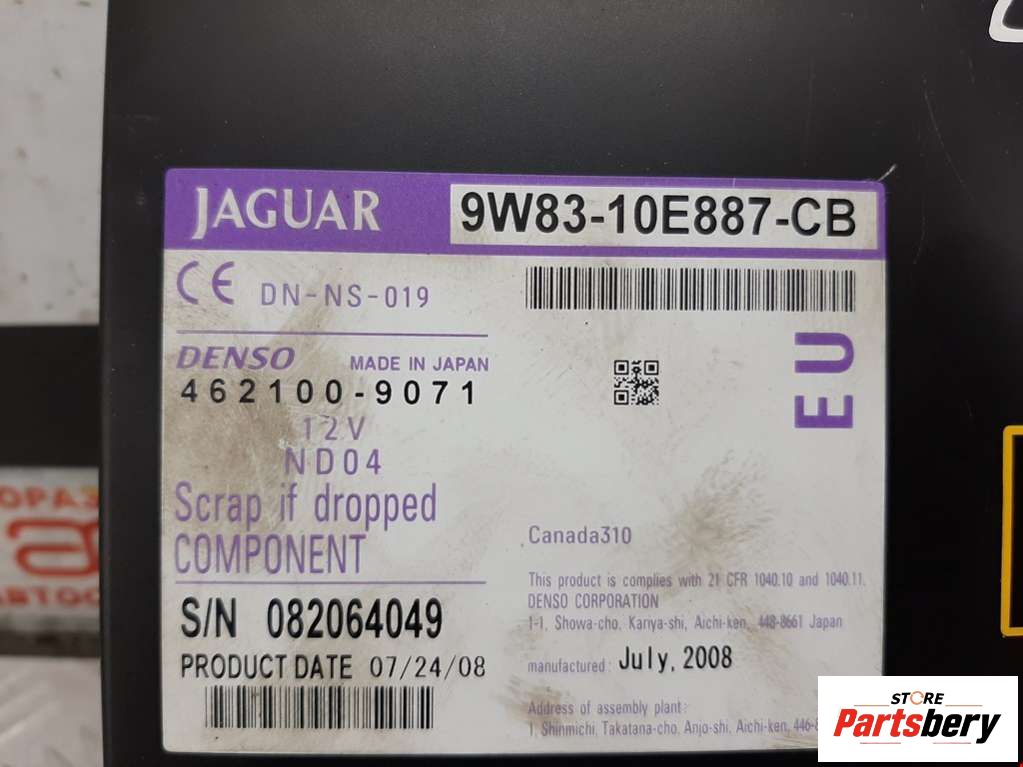 JAGUAR 9W83-10E887-CB
CE DN-NS-019
DENSO MADE IN JAPAN
462100-9071
12V
ND04
Scrap if dropped
COMPONENT
S/N 082064049
PRODUCT DATE 07/24/08
EU
Canada310
This product is complies with 21 CFR 1040.10 and 1040.11.
DENSO CORPORATION
1-1, Showa-cho, Kariya-shi, Aichi-ken, 448-8661 Japan
manufactured: July, 2008
Address of assembly plant:
1, Shinmichi, Takatana-cho, Anjo-shi, Aichi-ken, 446-
STORE
Partsbery